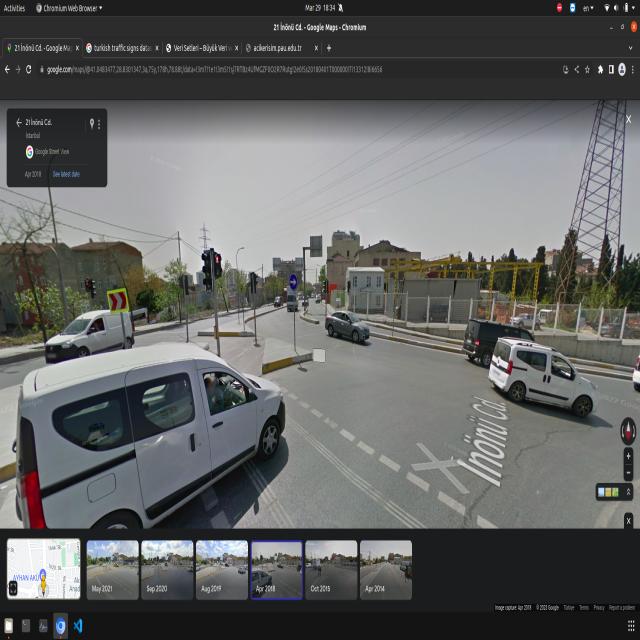 Activities
Chromium Web Browser
Mar 29 18:34
en
21 İnönü Cd. - Google Maps - Chromium
21 İnönü Cd. - Google Ma
turkish traffic signs datas
Veri Setleri – Büyük Veri v
acikerisim.pau.edu.tr
21 İnönü Cd.
İstanbul
Google Street View
Apr 2018
See latest date
İnönü Cd.
AYHAN AKÜ
May 2021
Sep 2020
Aug 2019
Apr 2018
Oct 2015
Apr 2014
Image capture: Apr 2018
© 2023 Google
Türkiye
Terms
Privacy
Report a problem